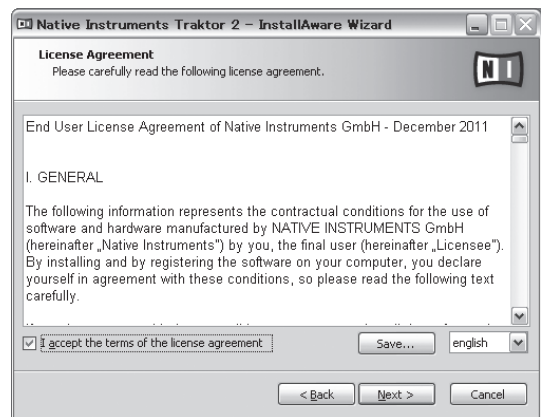 Native Instruments Traktor 2 - InstallAware Wizard
License Agreement
Please carefully read the following license agreement.
N I
End User License Agreement of Native Instruments GmbH - December 2011
I. GENERAL
The following information represents the contractual conditions for the use of
software and hardware manufactured by NATIVE INSTRUMENTS GmbH
(hereinafter „Native Instruments") by you, the final user (hereinafter „Licensee").
By installing and by registering the software on your computer, you declare
yourself in agreement with these conditions, so please read the following text
carefully.
I accept the terms of the license agreement
Save...
english
< Back
Next >
Cancel